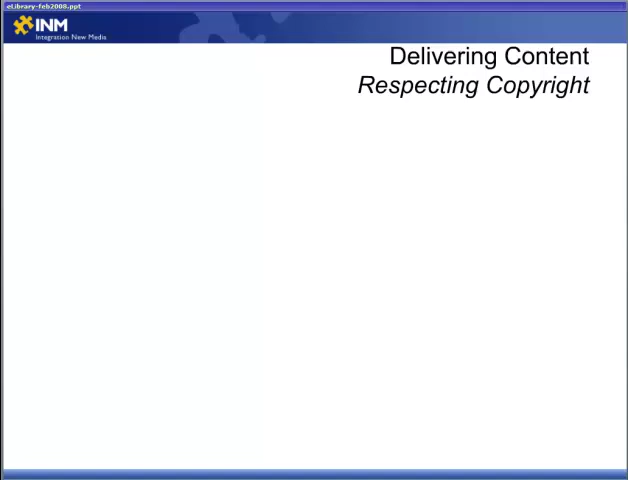 eLibrary-feb2008.ppt
INM
Integration New Media
Delivering Content
Respecting Copyright